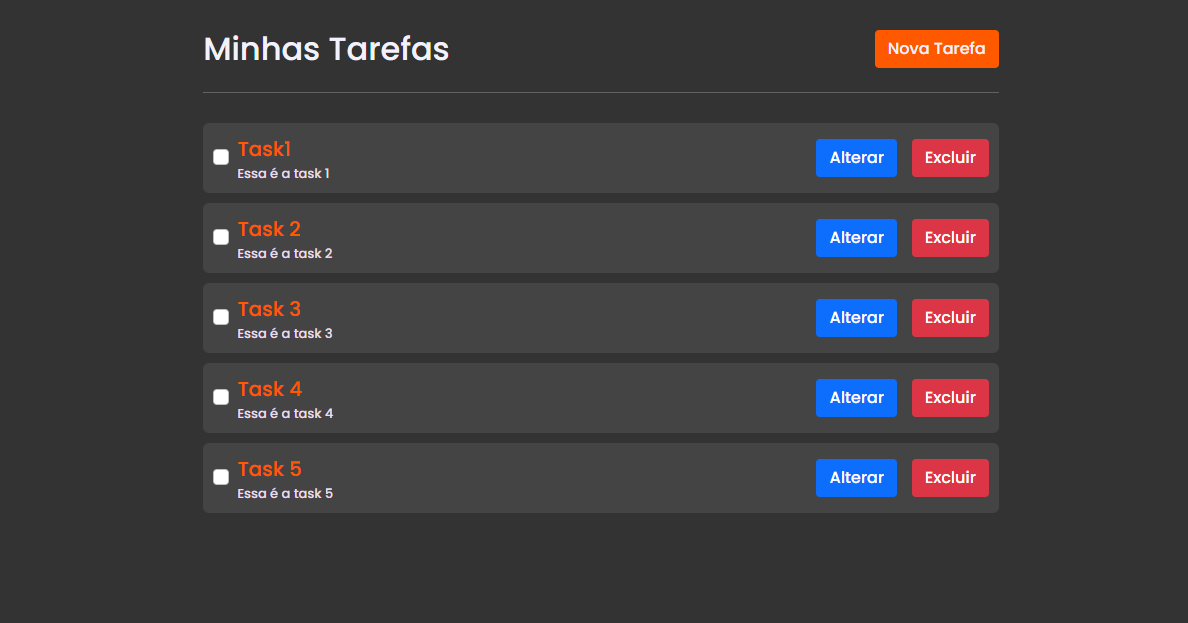 Minhas Tarefas
Nova Tarefa
Task1
Essa é a task 1
Alterar
Excluir
Task 2
Essa é a task 2
Alterar
Excluir
Task 3
Essa é a task 3
Alterar
Excluir
Task 4
Essa é a task 4
Alterar
Excluir
Task 5
Essa é a task 5
Alterar
Excluir